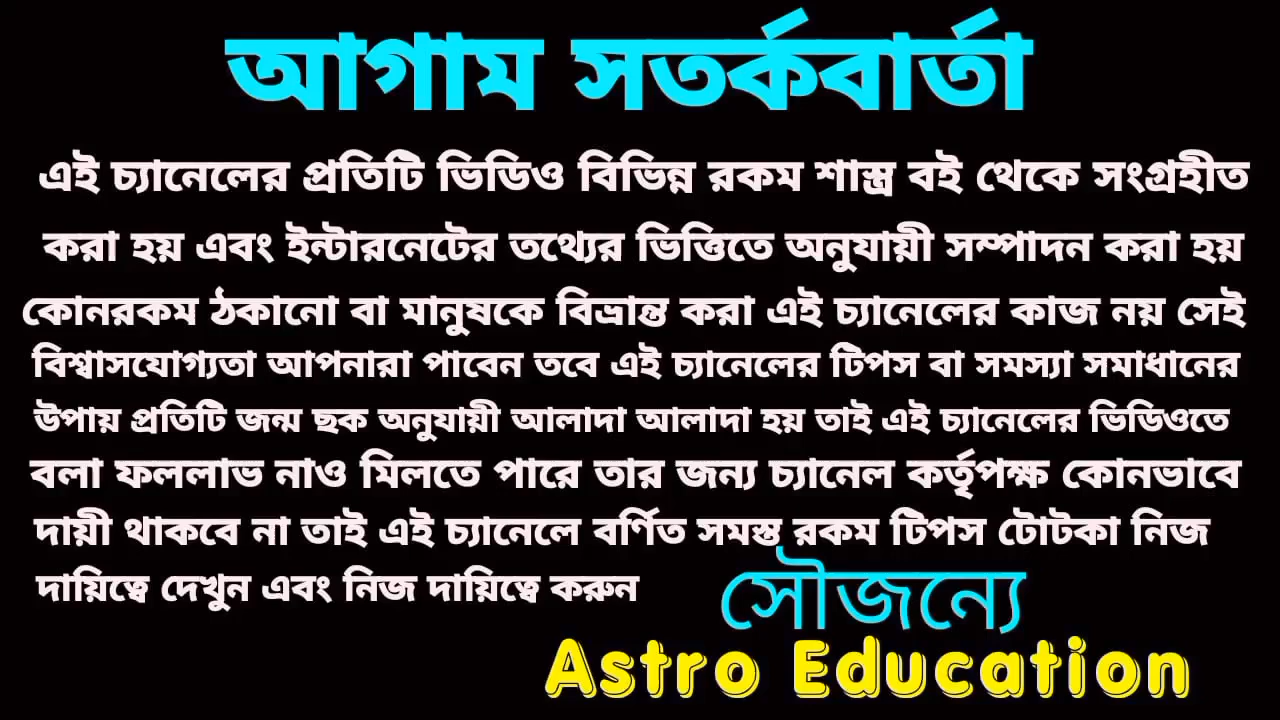 আগাম সতর্কবার্তা
এই চ্যানেলের প্রতিটি ভিডিও বিভিন্ন রকম শাস্ত্র বই থেকে সংগ্রহীত
করা হয় এবং ইন্টারনেটের তথ্যের ভিত্তিতে অনুযায়ী সম্পাদন করা হয়
কোনরকম ঠকানো বা মানুষকে বিভ্রান্ত করা এই চ্যানেলের কাজ নয় সেই
বিশ্বাসযোগ্যতা আপনারা পাবেন তবে এই চ্যানেলের টিপস বা সমস্যা সমাধানের
উপায় প্রতিটি জন্ম ছক অনুযায়ী আলাদা আলাদা হয় তাই এই চ্যানেলের ভিডিওতে
বলা ফললাভ নাও মিলতে পারে তার জন্য চ্যানেল কর্তৃপক্ষ কোনভাবে
দায়ী থাকবে না তাই এই চ্যানেলে বর্ণিত সমস্ত রকম টিপস টোটকা নিজ
দায়িত্বে দেখুন এবং নিজ দায়িত্বে করুন
সৌজন্যে
Astro Education